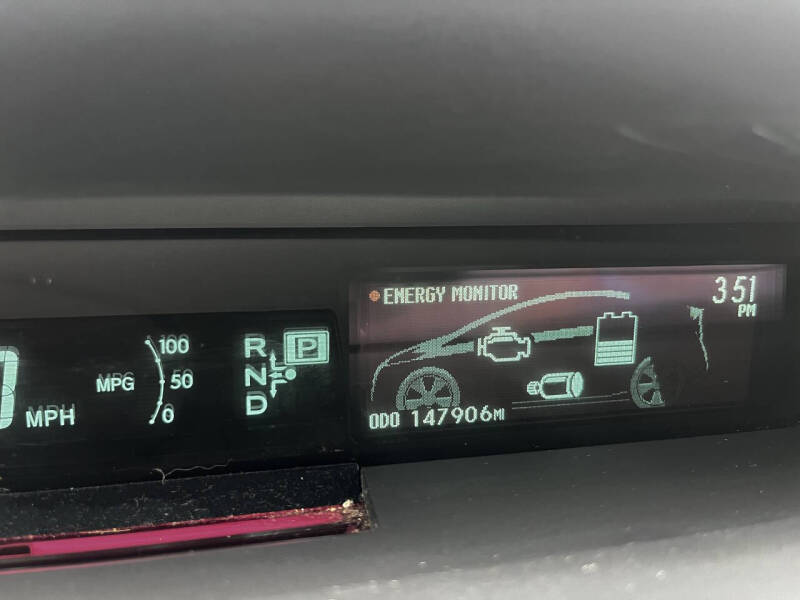 ENERGY MONITOR
3:51
PM
MPG
100
50
0
MPH
R
N
D
P
ODO 147906MI